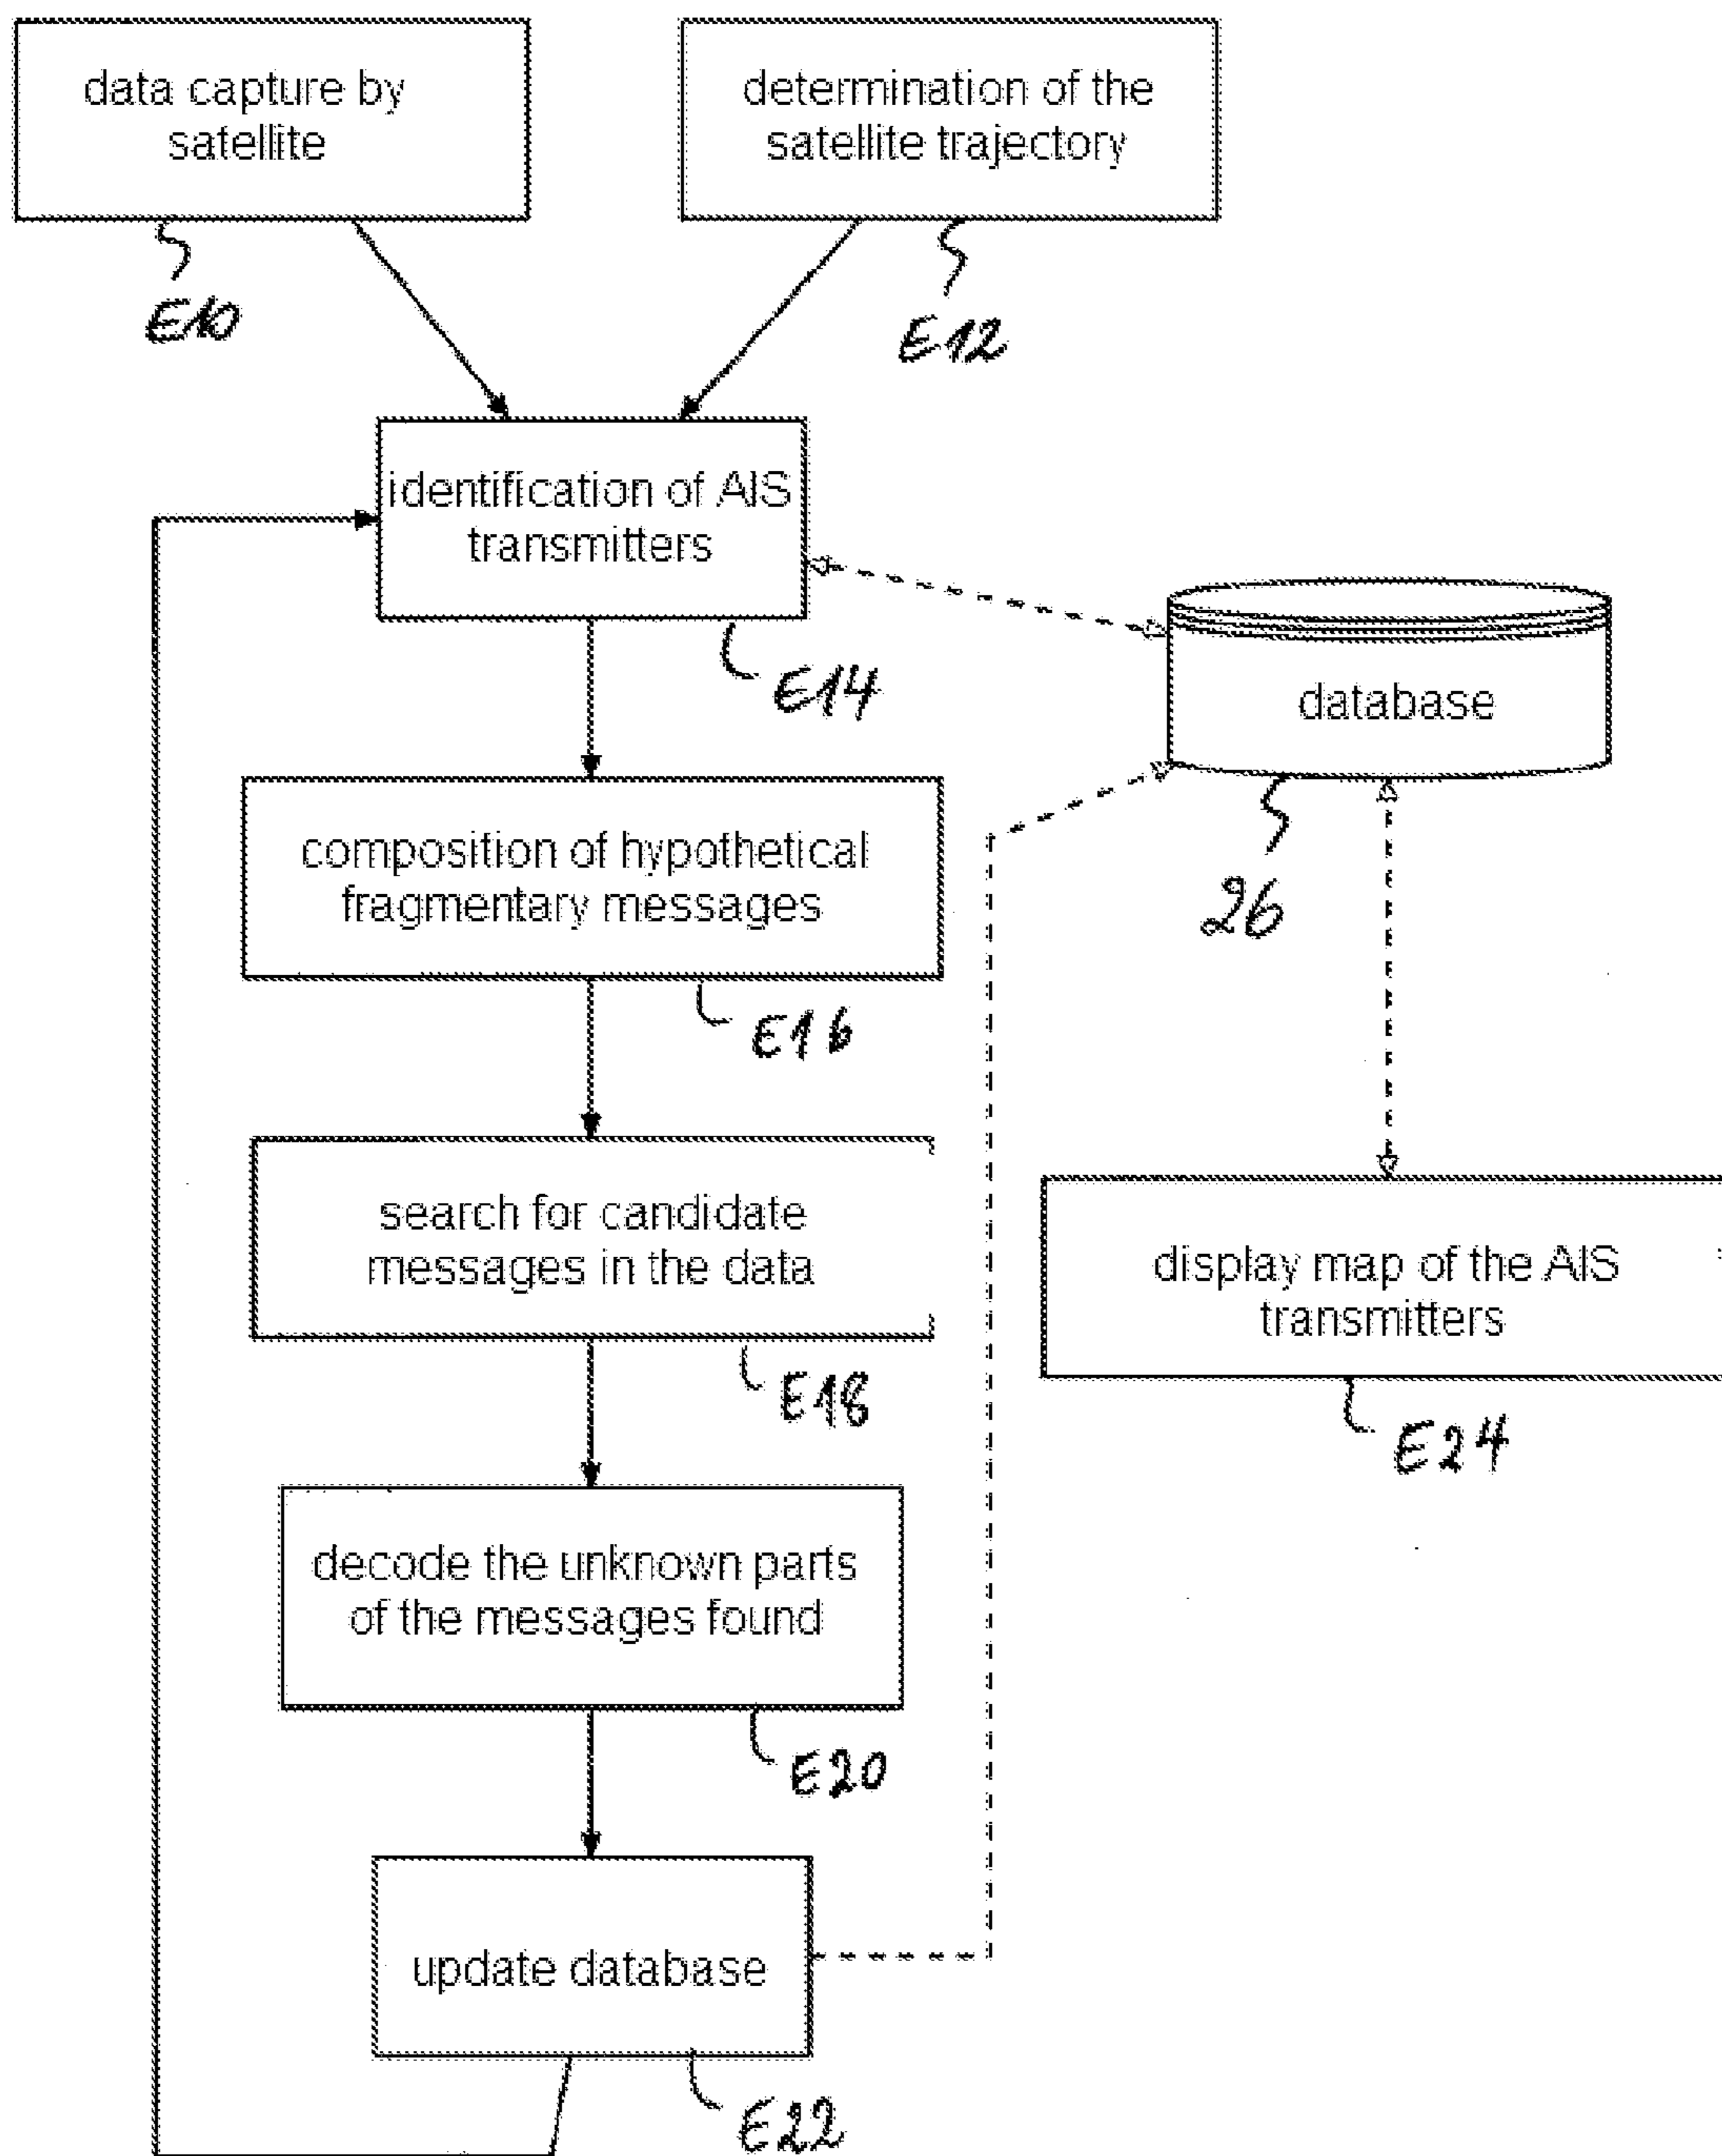 data capture by
satellite
E10
determination of the
satellite trajectory
E12
identification of AIS
transmitters
E14
database
26
composition of hypothetical
fragmentary messages
E16
search for candidate
messages in the data
E18
display map of the AIS
transmitters
E24
decode the unknown parts
of the messages found
E20
update database
E22